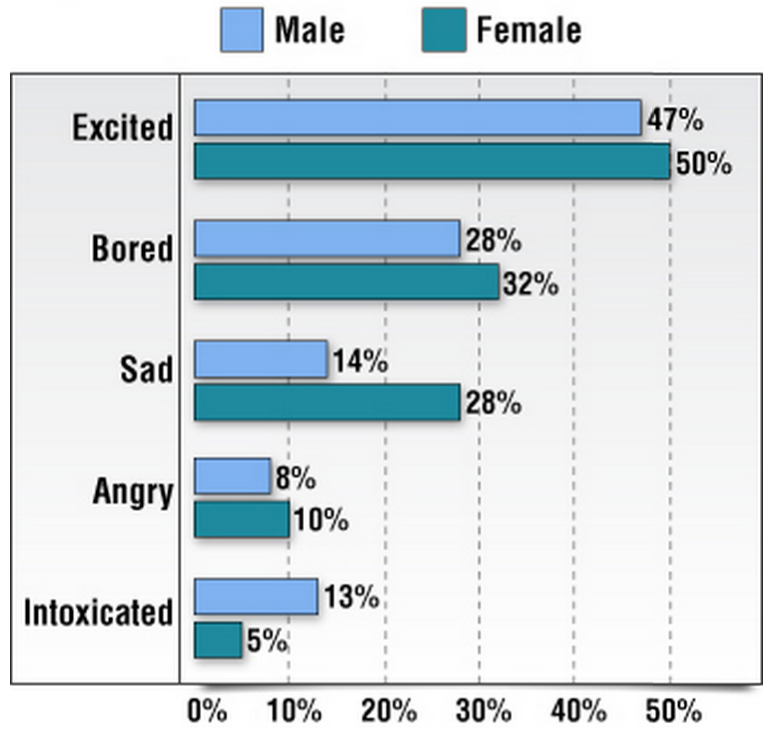 Male Female
Excited
47%
50%
Bored
28%
32%
Sad
14%
28%
Angry
8%
10%
Intoxicated
13%
5%
0% 10% 20% 30% 40% 50%